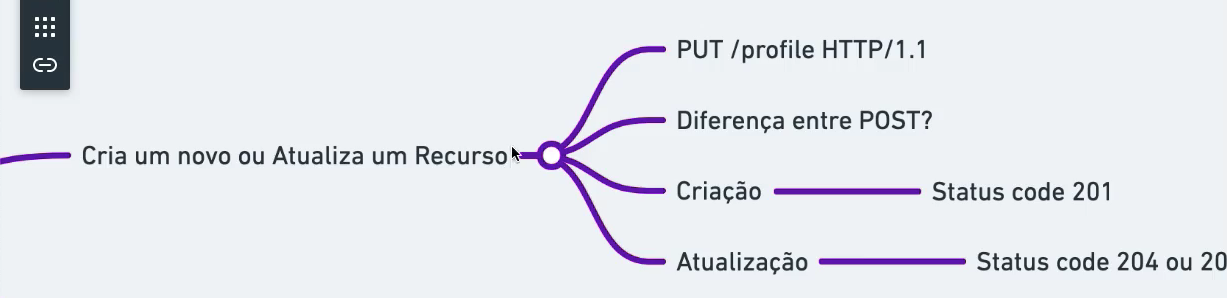 PUT /profile HTTP/1.1
Diferença entre POST?
Cria um novo ou Atualiza um Recurso
Criação
Status code 201
Atualização
Status code 204 ou 20